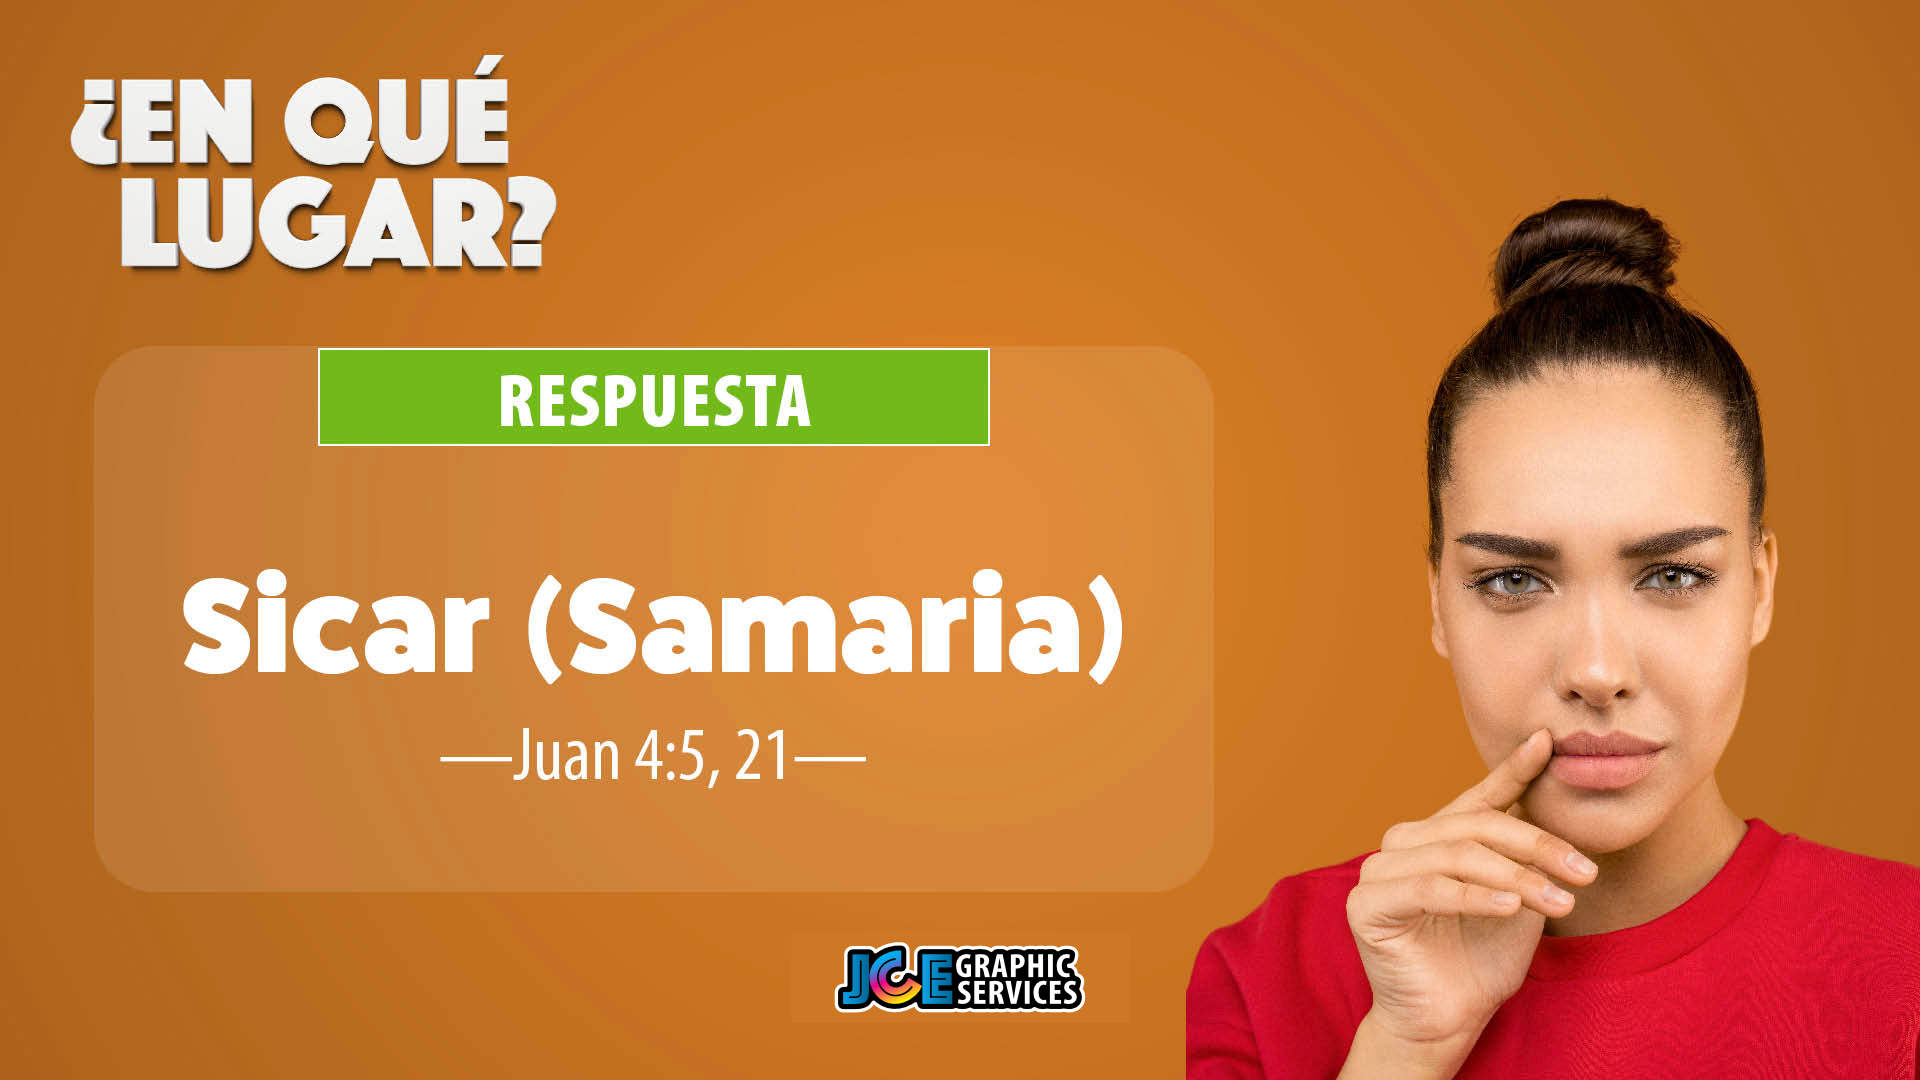 ¿EN QUÉ
LUGAR?
RESPUESTA
Sicar (Samaria)
—Juan 4:5, 21—
JCE GRAPHIC
SERVICES